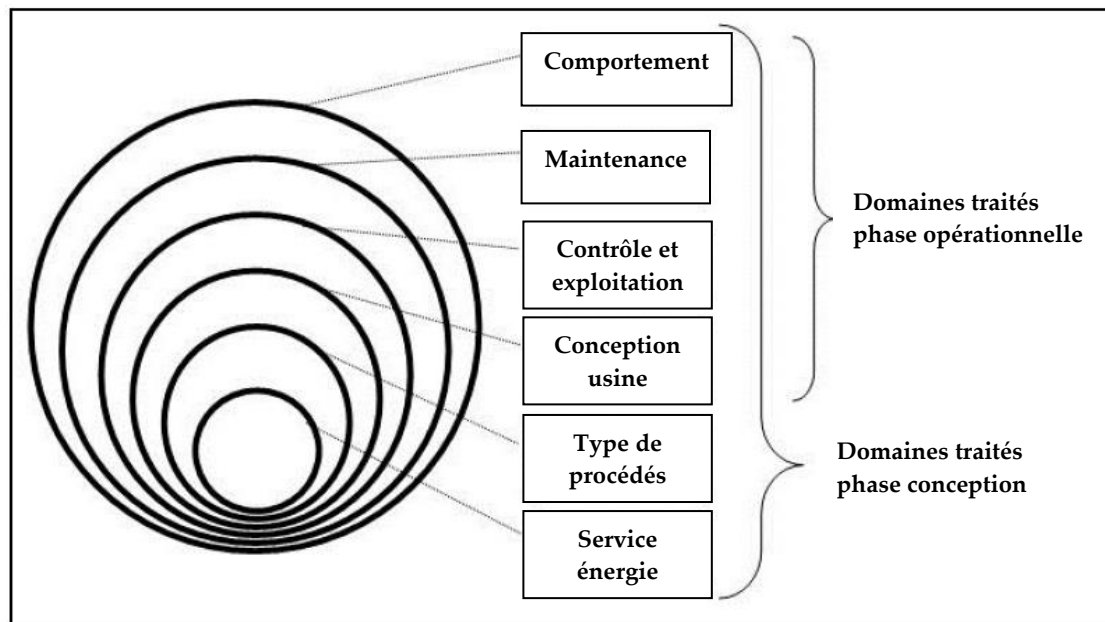 Comportement
Maintenance
Contrôle et
exploitation
Conception
usine
Type de
procédés
Service
énergie
Domaines traités
phase opérationnelle
Domaines traités
phase conception